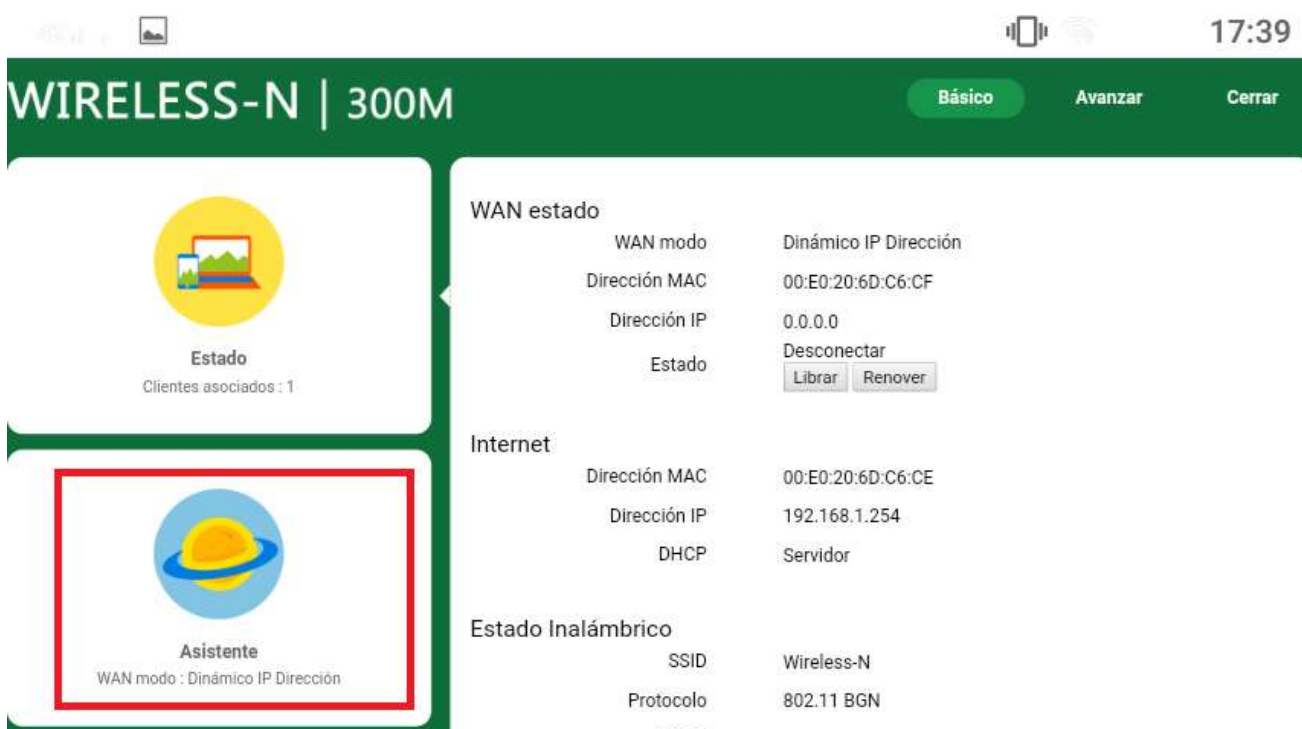 17:39
WIRELESS-N | 300M
Básico Avanzar Cerrar
Estado
Clientes asociados : 1
Asistente
WAN modo : Dinámico IP Dirección
WAN estado
WAN modo Dinámico IP Dirección
Dirección MAC 00:E0:20:6D:C6:CF
Dirección IP 0.0.0.0
Estado Desconectar
Librar Renover
Internet
Dirección MAC 00:E0:20:6D:C6:CE
Dirección IP 192.168.1.254
DHCP Servidor
Estado Inalámbrico
SSID Wireless-N
Protocolo 802.11 BGN